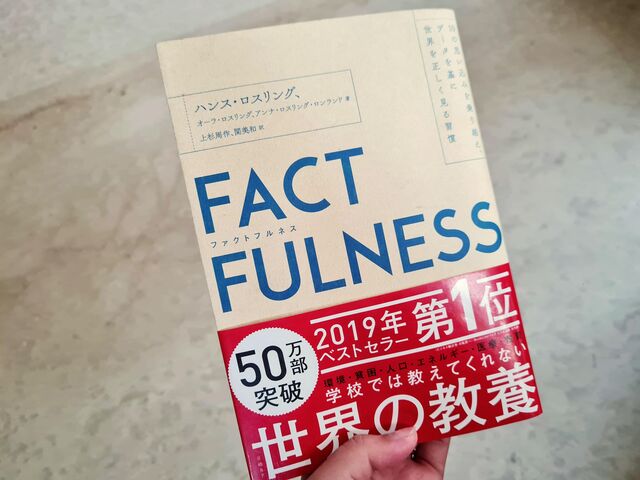 10の思い込みを乗り越え、
データを基に
世界を正しく見る習慣
ハンス・ロスリング、
オーラ・ロスリング、アンナ・ロスリング・ロンランド 著
上杉周作、関美和 訳
FACT
ファクトフルネス
FULNESS
50万部
突破
2019年
ベストセラー
第1位
環境・貧困・人口・エネルギー・医療・教育
学校では教えてくれない
世界の教養